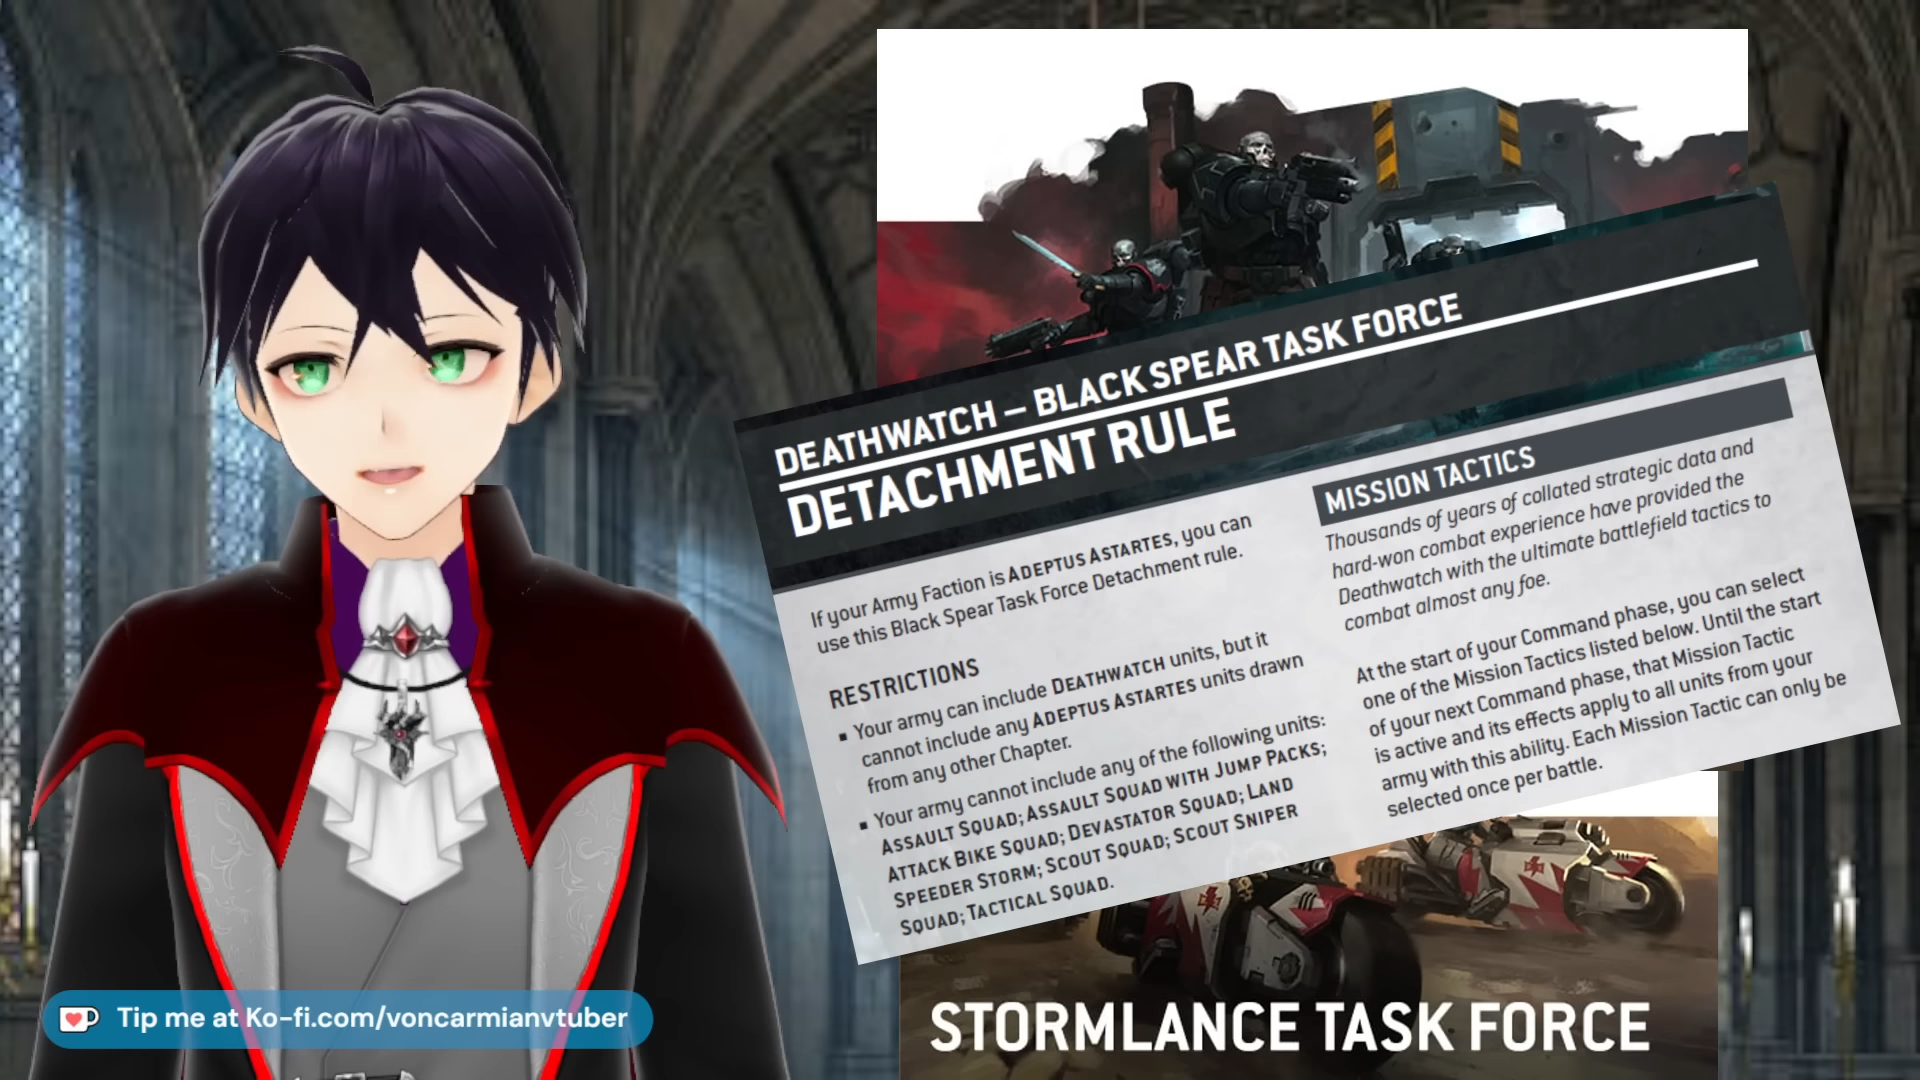 DEATHWATCH – BLACK SPEAR TASK FORCE
DETACHMENT RULE
If your Army Faction is ADEPTUS ASTARTES, you can
use this Black Spear Task Force Detachment rule.
RESTRICTIONS
▪ Your army can include DEATHWATCH units, but it
cannot include any ADEPTUS ASTARTES units drawn
from any other Chapter.
▪ Your army cannot include any of the following units:
ASSAULT SQUAD; ASSAULT SQUAD WITH JUMP PACKS;
ATTACK BIKE SQUAD; DEVASTATOR SQUAD; LAND
SPEEDER STORM; SCOUT SQUAD; SCOUT SNIPER
SQUAD; TACTICAL SQUAD.
MISSION TACTICS
Thousands of years of collated strategic data and
hard-won combat experience have provided the
Deathwatch with the ultimate battlefield tactics to
combat almost any foe.
At the start of your Command phase, you can select
one of the Mission Tactics listed below. Until the start
of your next Command phase, that Mission Tactic
is active and its effects apply to all units from your
army with this ability. Each Mission Tactic can only be
selected once per battle.
STORMLANCE TASK FORCE
Tip me at Ko-fi.com/voncarmianvtuber